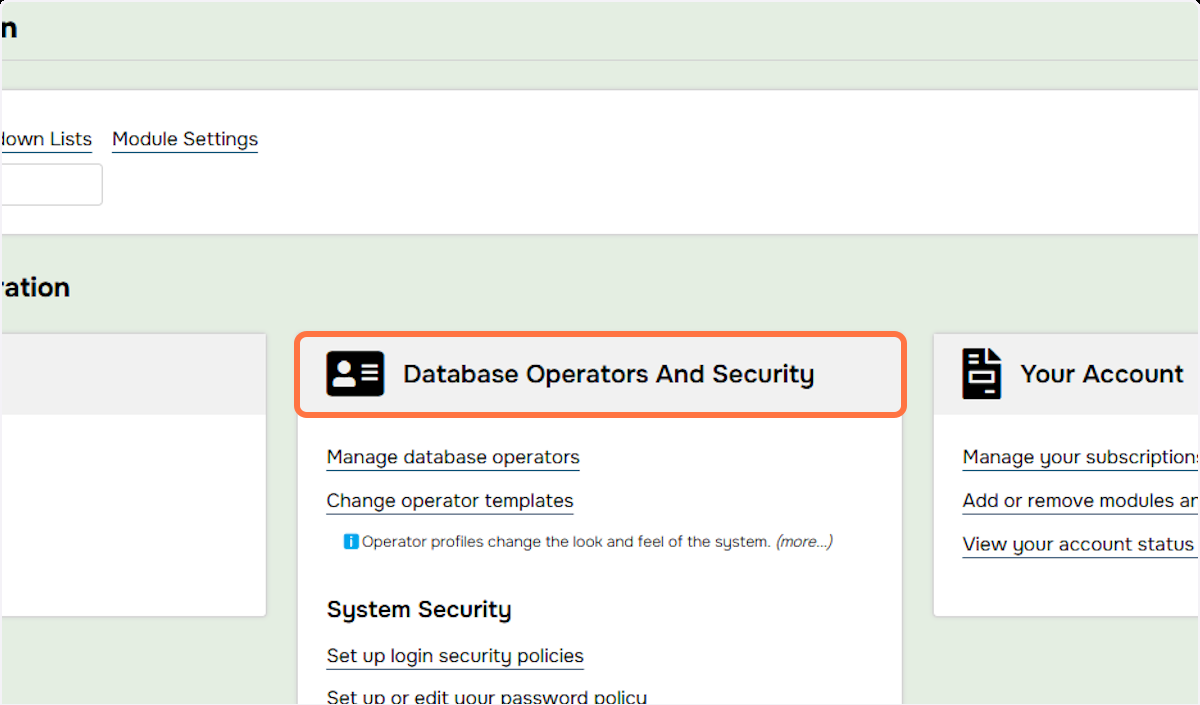 n
down Lists Module Settings
ration
Database Operators And Security
Your Account
Manage database operators
Change operator templates
Operator profiles change the look and feel of the system. (more...)
System Security
Set up login security policies
Set up or edit your password policy
Manage your subscriptions
Add or remove modules an
View your account status